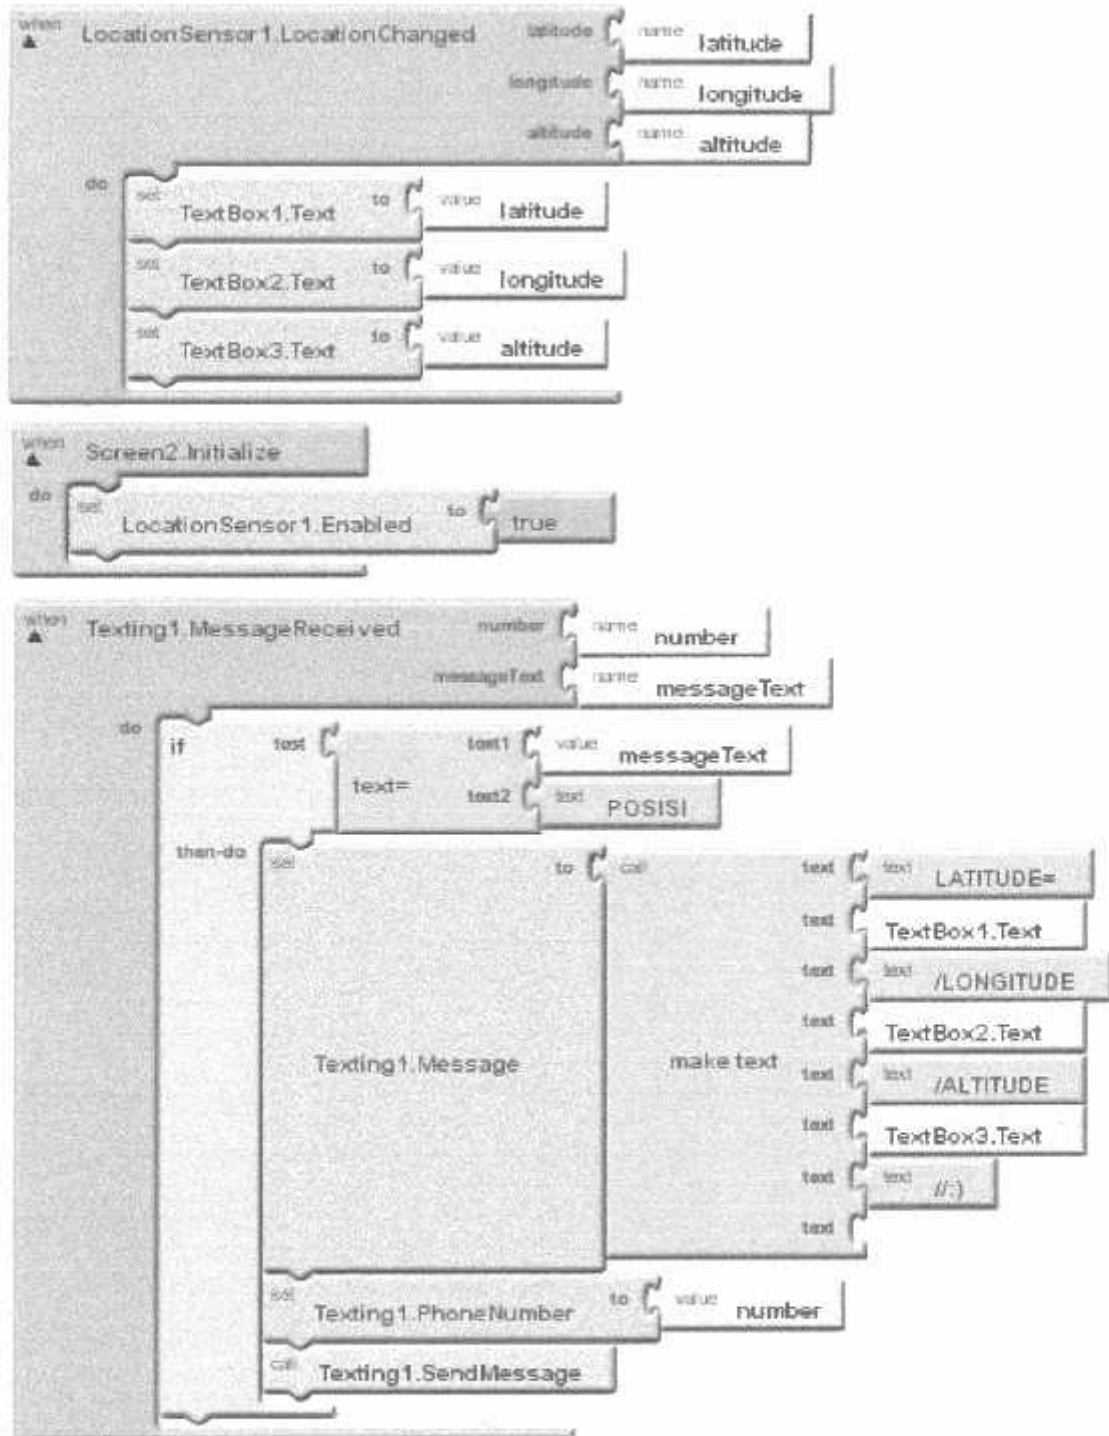 when LocationSensor1.LocationChanged latitude name latitude
longitude name longitude
altitude name altitude
do set TextBox1.Text to value latitude
set TextBox2.Text to value longitude
set TextBox3.Text to value altitude
when Screen2.Initialize
do set LocationSensor1.Enabled to true
when Texting1.MessageReceived number name number
messageText name messageText
do if test text= text1 value messageText
text2 text POSISI
then-do set Texting1.Message to call make text text text LATITUDE=
text TextBox1.Text
text text /LONGITUDE
text TextBox2.Text
text text /ALTITUDE
text TextBox3.Text
text text //:)
text
set Texting1.PhoneNumber to value number
call Texting1.SendMessage